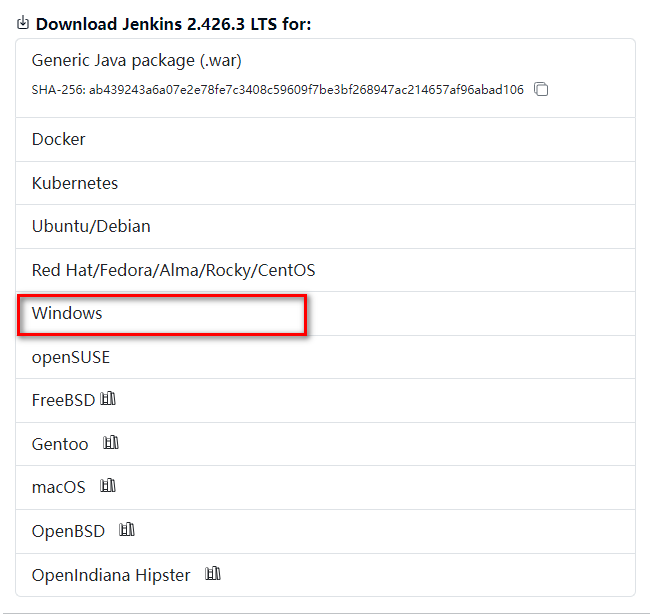 Download Jenkins 2.426.3 LTS for:
Generic Java package (.war)
SHA-256: ab439243a6a07e2e78fe7c3408c59609f7be3bf268947ac214657af96abad106
Docker
Kubernetes
Ubuntu/Debian
Red Hat/Fedora/Alma/Rocky/CentOS
Windows
openSUSE
FreeBSD
Gentoo
macOS
OpenBSD
OpenIndiana Hipster